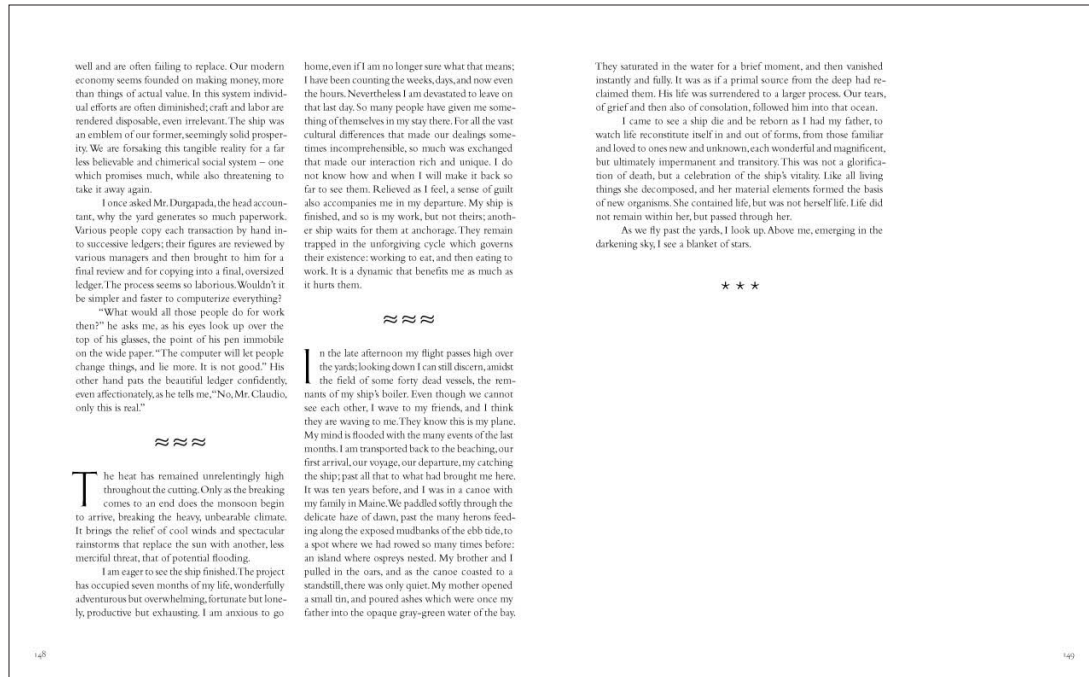 well and are often failing to replace. Our modern
economy seems founded on making money, more
than things of actual value. In this system individ-
ual efforts are often diminished; craft and labor are
rendered disposable, even irrelevant. The ship was
an emblem of our former, seemingly solid prosper-
ity. We are forsaking this tangible reality for a far
less believable and chimerical social system – one
which promises much, while also threatening to
take it away again.
I once asked Mr. Durgapada, the head accoun-
tant, why the yard generates so much paperwork.
Various people copy each transaction by hand in-
to successive ledgers; their figures are reviewed by
various managers and then brought to him for a
final review and for copying into a final, oversized
ledger. The process seems so laborious. Wouldn't it
be simpler and faster to computerize everything?
“What would all those people do for work
then?” he asks me, as his eyes look up over the
top of his glasses, the point of his pen immobile
on the wide paper. “The computer will let people
change things, and lie more. It is not good.” His
other hand pats the beautiful ledger confidently,
even affectionately, as he tells me, “No, Mr. Claudio,
only this is real.”
≈≈≈
The heat has remained unrelentingly high
throughout the cutting. Only as the breaking
comes to an end does the monsoon begin
to arrive, breaking the heavy, unbearable climate.
It brings the relief of cool winds and spectacular
rainstorms that replace the sun with another, less
merciful threat, that of potential flooding.
I am eager to see the ship finished. The project
has occupied seven months of my life, wonderfully
adventurous but overwhelming, fortunate but lone-
ly, productive but exhausting. I am anxious to go
home, even if I am no longer sure what that means;
I have been counting the weeks, days, and now even
the hours. Nevertheless I am devastated to leave on
that last day. So many people have given me some-
thing of themselves in my stay there. For all the vast
cultural differences that made our dealings some-
times incomprehensible, so much was exchanged
that made our interaction rich and unique. I do
not know how and when I will make it back so
far to see them. Relieved as I feel, a sense of guilt
also accompanies me in my departure. My ship is
finished, and so is my work, but not theirs; anoth-
er ship waits for them at anchorage. They remain
trapped in the unforgiving cycle which governs
their existence: working to eat, and then eating to
work. It is a dynamic that benefits me as much as
it hurts them.
≈≈≈
In the late afternoon my flight passes high over
the yards; looking down I can still discern, amidst
the field of some forty dead vessels, the rem-
nants of my ship's boiler. Even though we cannot
see each other, I wave to my friends, and I think
they are waving to me. They know this is my plane.
My mind is flooded with the many events of the last
months. I am transported back to the beaching, our
first arrival, our voyage, our departure, my catching
the ship; past all that to what had brought me here.
It was ten years before, and I was in a canoe with
my family in Maine. We paddled softly through the
delicate haze of dawn, past the many herons feed-
ing along the exposed mudbanks of the ebb tide, to
a spot where we had rowed so many times before:
an island where ospreys nested. My brother and I
pulled in the oars, and as the canoe coasted to a
standstill, there was only quiet. My mother opened
a small tin, and poured ashes which were once my
father into the opaque gray-green water of the bay.
They saturated in the water for a brief moment, and then vanished
instantly and fully. It was as if a primal source from the deep had re-
claimed them. His life was surrendered to a larger process. Our tears,
of grief and then also of consolation, followed him into that ocean.
I came to see a ship die and be reborn as I had my father, to
watch life reconstitute itself in and out of forms, from those familiar
and loved to ones new and unknown, each wonderful and magnificent,
but ultimately impermanent and transitory. This was not a glorifica-
tion of death, but a celebration of the ship's vitality. Like all living
things she decomposed, and her material elements formed the basis
of new organisms. She contained life, but was not herself life. Life did
not remain within her, but passed through her.
As we fly past the yards, I look up. Above me, emerging in the
darkening sky, I see a blanket of stars.
***
148
149